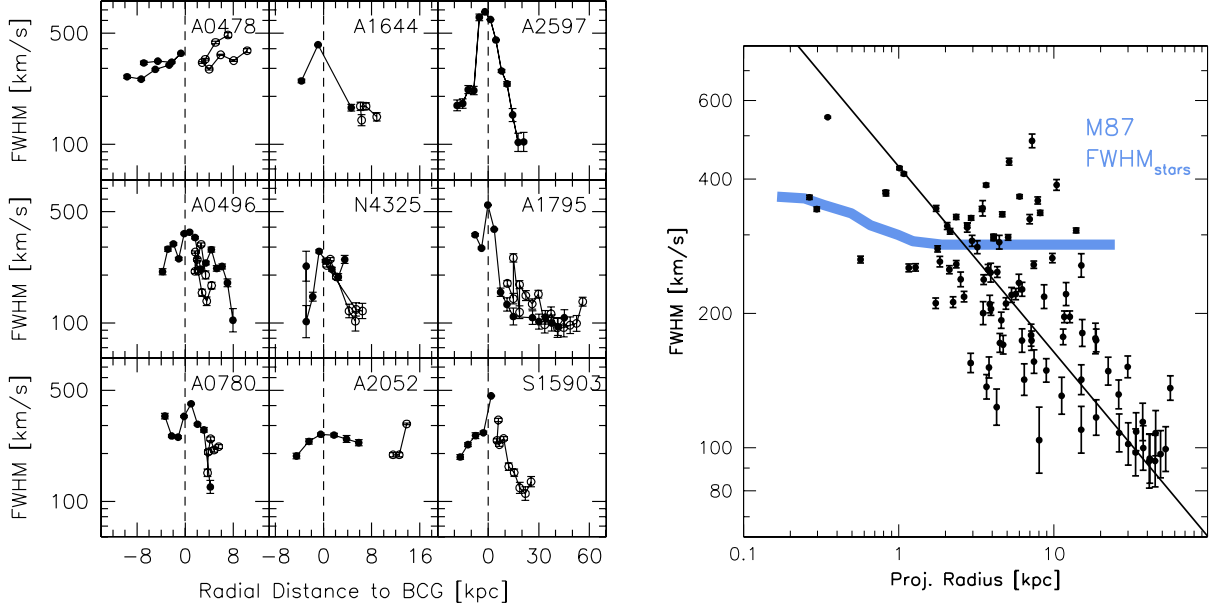 A0478
A1644
A2597
500
100
FWHM [km/s]
A0496
N4325
A1795
500
100
FWHM [km/s]
A0780
A2052
S15903
500
100
FWHM [km/s]
-8 0 8
-8 0 8 16
0 30 60
Radial Distance to BCG [kpc]
M87
FWHM stars
600
400
200
100
80
FWHM [km/s]
0.1 1 10
Proj. Radius [kpc]